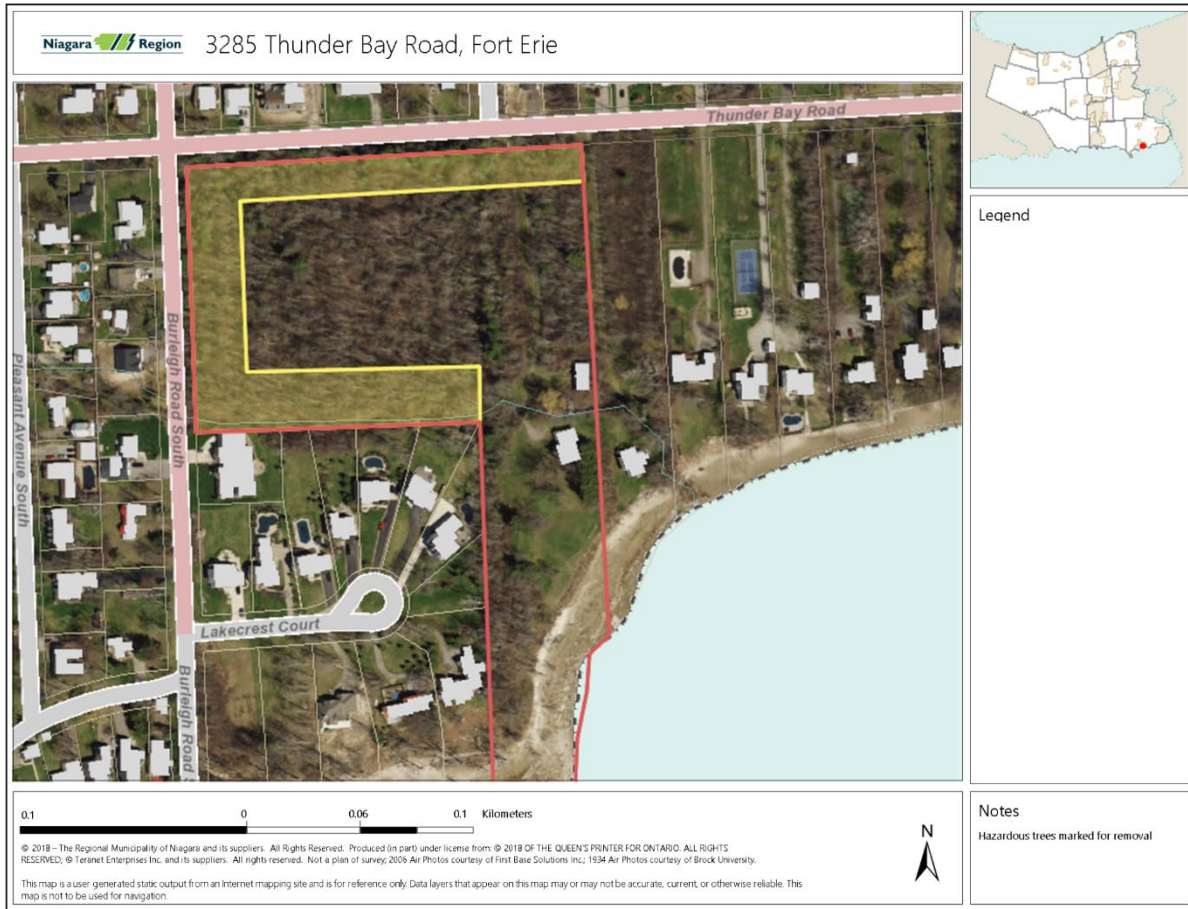 Niagara Region
3285 Thunder Bay Road, Fort Erie
Thunder Bay Road
Burleigh Road South
Pleasant Avenue South
Lakecrest Court
Burleigh Road S
Legend
0.1 0 0.06 0.1 Kilometers
© 2018 – The Regional Municipality of Niagara and its suppliers. All Rights Reserved. Produced (in part) under license from: © 2018 OF THE QUEEN'S PRINTER FOR ONTARIO. ALL RIGHTS
RESERVED; © Teranet Enterprises Inc. and its suppliers. All rights reserved. Not a plan of survey; 2006 Air Photos courtesy of First Base Solutions Inc.; 1934 Air Photos courtesy of Brock University.
This map is a user generated static output from an Internet mapping site and is for reference only. Data layers that appear on this map may or may not be accurate, current, or otherwise reliable. This
map is not to be used for navigation.
N
Notes
Hazardous trees marked for removal